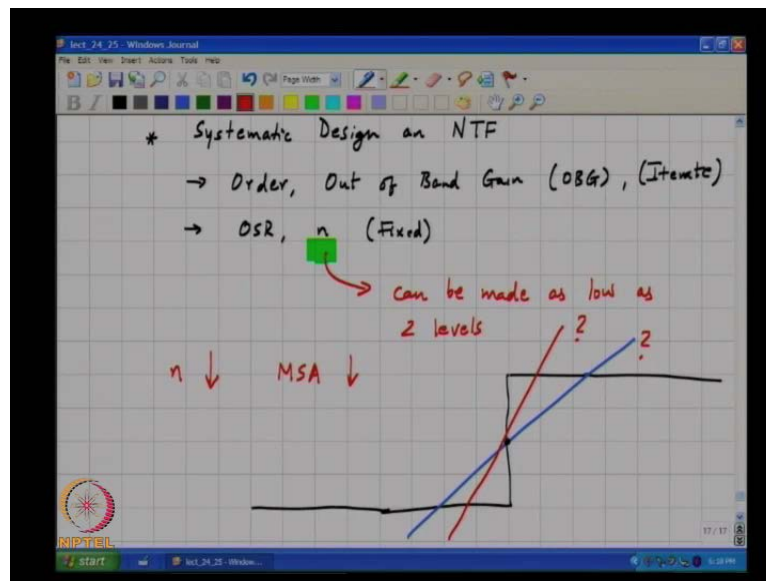 lect_24_25 - Windows Journal
File Edit View Insert Actions Tools Help
Page Width
B I
* Systematic Design an NTF
→ Order, Out of Band Gain (OBG), (Iterate)
→ OSR, n (Fixed)
can be made as low as
2 levels
? ?
n ↓ MSA ↓
17 / 17
NPTEL
start
lect_24_25 - Window...